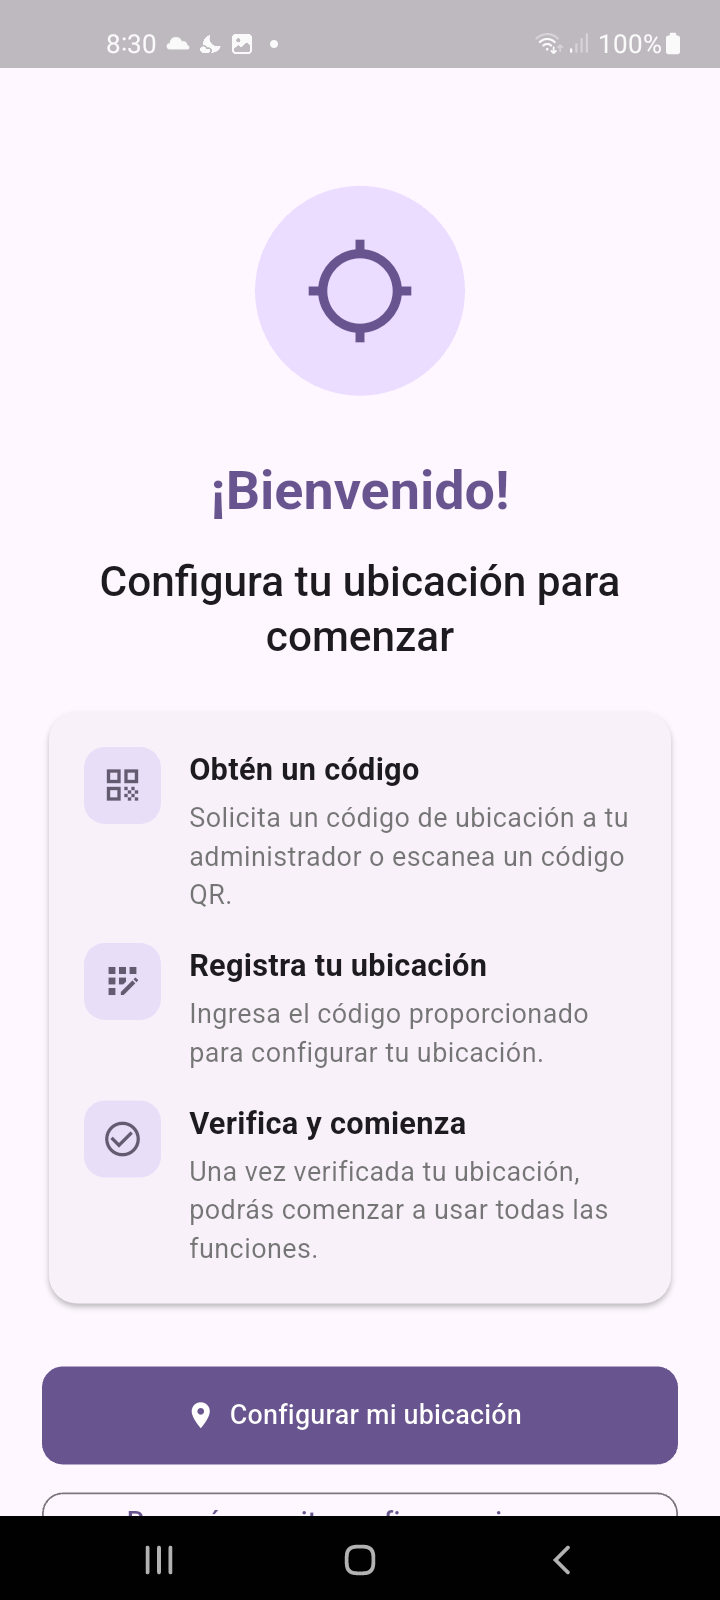 8:30
100%
¡Bienvenido!
Configura tu ubicación para
comenzar
Obtén un código
Solicita un código de ubicación a tu
administrador o escanea un código
QR.
Registra tu ubicación
Ingresa el código proporcionado
para configurar tu ubicación.
Verifica y comienza
Una vez verificada tu ubicación,
podrás comenzar a usar todas las
funciones.
Configurar mi ubicación